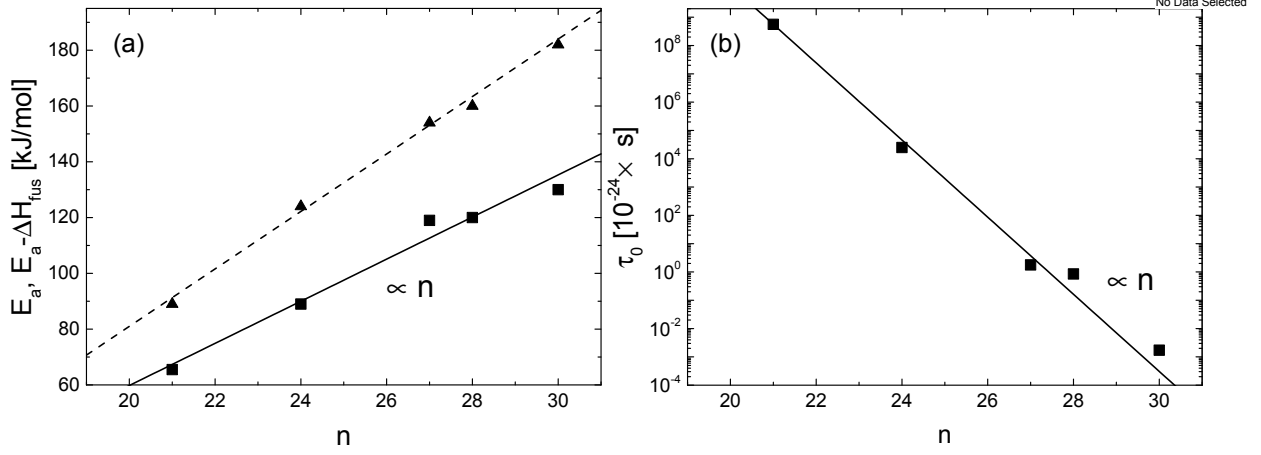 No Data Selected
(a)
E_a, E_a-ΔH_fus [kJ/mol]
180
160
140
120
100
80
60
∝ n
20 22 24 26 28 30
n
(b)
τ_0 [10^-24 × s]
10^8
10^6
10^4
10^2
10^0
10^-2
10^-4
∝ n
20 22 24 26 28 30
n